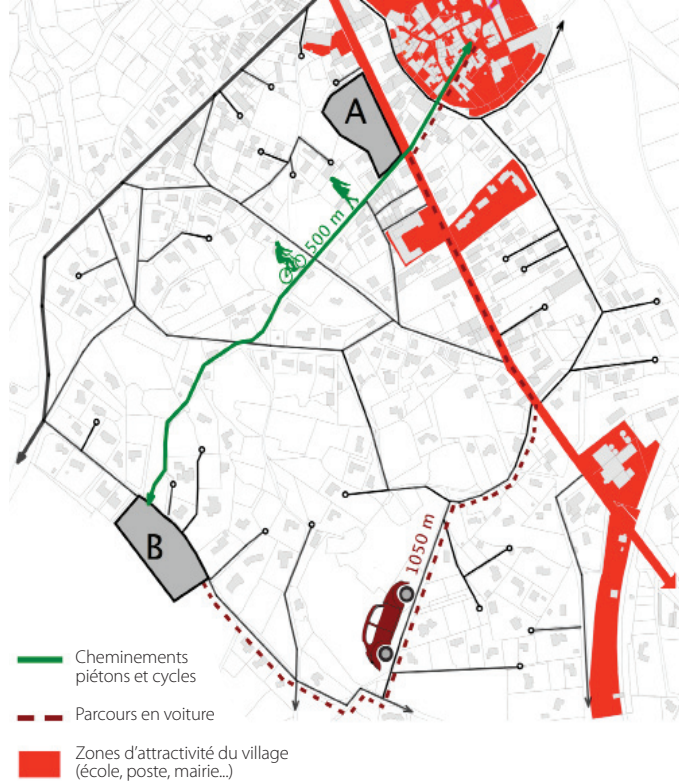 A
500 m
B
1050 m
Cheminements
piétons et cycles
Parcours en voiture
Zones d'attractivité du village
(école, poste, mairie...)